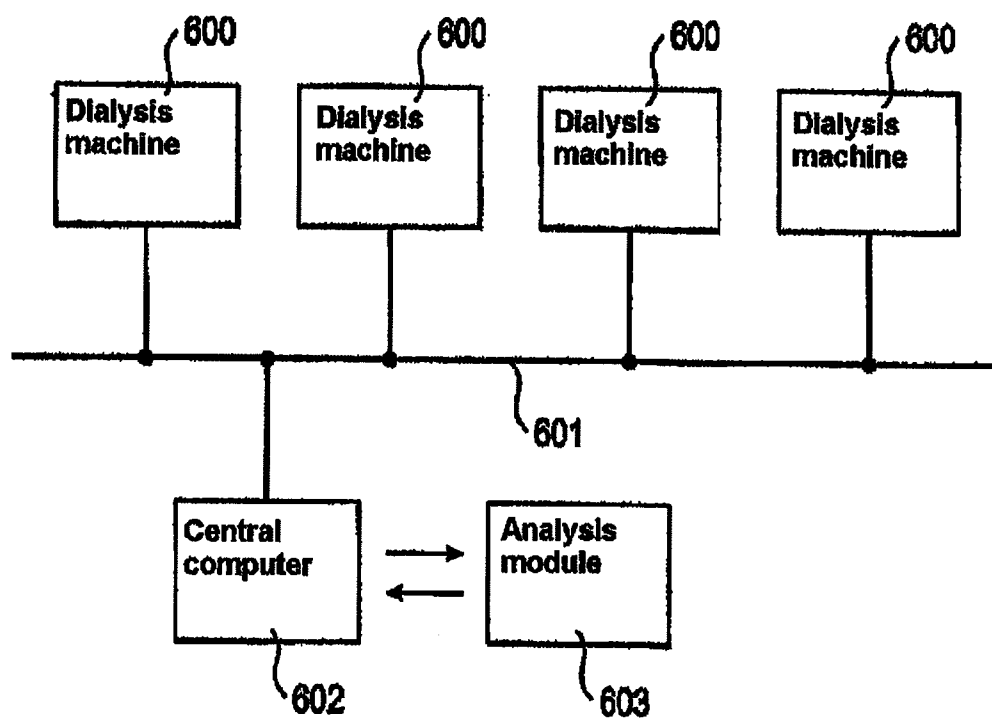 600
600
600
600
Dialysis
machine
Dialysis
machine
Dialysis
machine
Dialysis
machine
601
Central
computer
Analysis
module
602
603